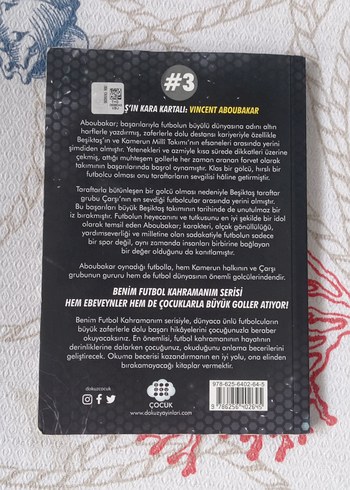 #3
IN KARA KARTALI: VINCENT ABOUBAKAR
Aboubakar; başarılarıyla futbolun büyülü dünyasına adını altın
harflerle yazdırmış, zaferlerle dolu destansı kariyeriyle özellikle
Beşiktaş'ın ve Kamerun Millî Takımı'nın efsaneleri arasında yerini
şimdiden almıştır. Yetenekleri ve azmiyle kısa sürede dikkatleri üzerine
çekmiş, attığı muhteşem gollerle her zaman aranan forvet olarak
takımının başarılarında başrol oynamıştır. Klas bir golcü, hırslı bir
futbolcu olması onu taraftarların sevgilisi hâline getirmiştir.
Taraftarla bütünleşen bir golcü olması nedeniyle Beşiktaş taraftar
grubu Çarşı'nın en sevdiği futbolcular arasında yerini almıştır.
Bu başarıları büyük Beşiktaş takımının tarihinde de unutulmaz bir
iz bırakmıştır. Futbolun heyecanını ve tutkusunu en iyi şekilde bir idol
olarak temsil eden Aboubakar; karakteri, alçak gönüllülüğü,
yardımseverliği ve milletine olan sadakatiyle futbolun sadece
bir spor değil, aynı zamanda insanları birbirine bağlayan
bir değer olduğunu da kanıtlamıştır.
Aboubakar oynadığı futbolla, hem Kamerun halkının ve Çarşı
grubunun gururu hem de futbol dünyasının önemli golcülerindendir.
BENİM FUTBOL KAHRAMANIM SERİSİ
HEM EBEVEYNLER HEM DE ÇOCUKLARLA BÜYÜK GOLLER ATIYOR!
Benim Futbol Kahramanım serisiyle, dünyaca ünlü futbolcuların
büyük zaferlerle dolu başarı hikâyelerini çocuğunuzla beraber
okuyacaksınız. En önemlisi, futbol kahramanının hayatının
derinliklerine dalarken çocuğunuz, okuduğunu anlama becerilerini
geliştirecek. Okuma becerisi kazandırmanın en iyi yolu, ona elinden
bırakamayacağı kitaplar vermektir.
dokuzcocuk
ÇOCUK
www.dokuzyayinlari.com
978-625-6402-64-5
9 786256 402645